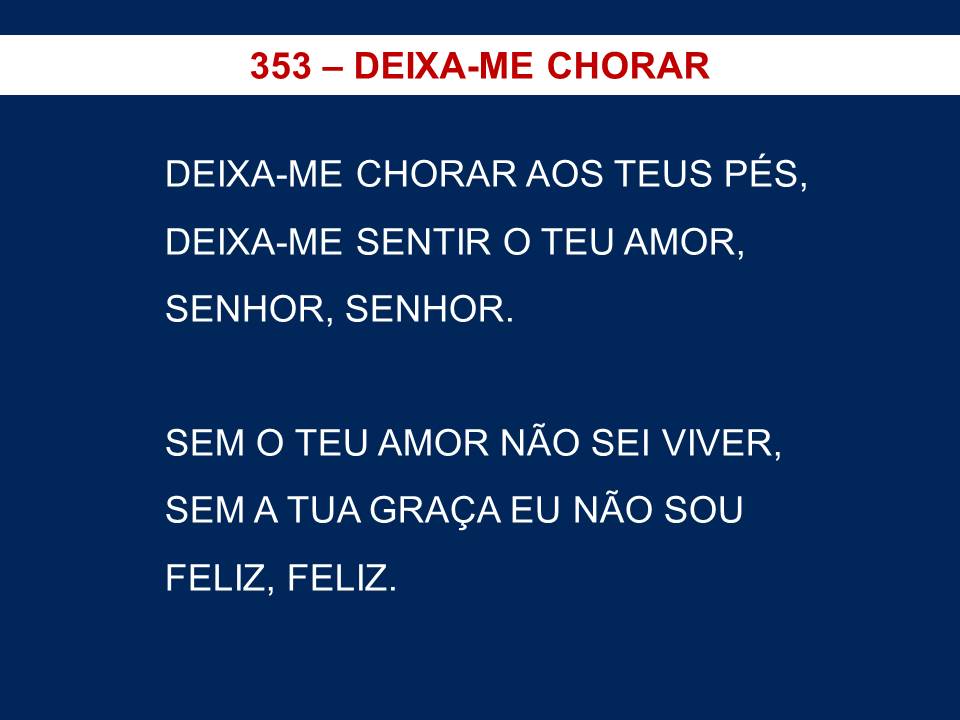 353 – DEIXA-ME CHORAR
DEIXA-ME CHORAR AOS TEUS PÉS,
DEIXA-ME SENTIR O TEU AMOR,
SENHOR, SENHOR.
SEM O TEU AMOR NÃO SEI VIVER,
SEM A TUA GRAÇA EU NÃO SOU
FELIZ, FELIZ.